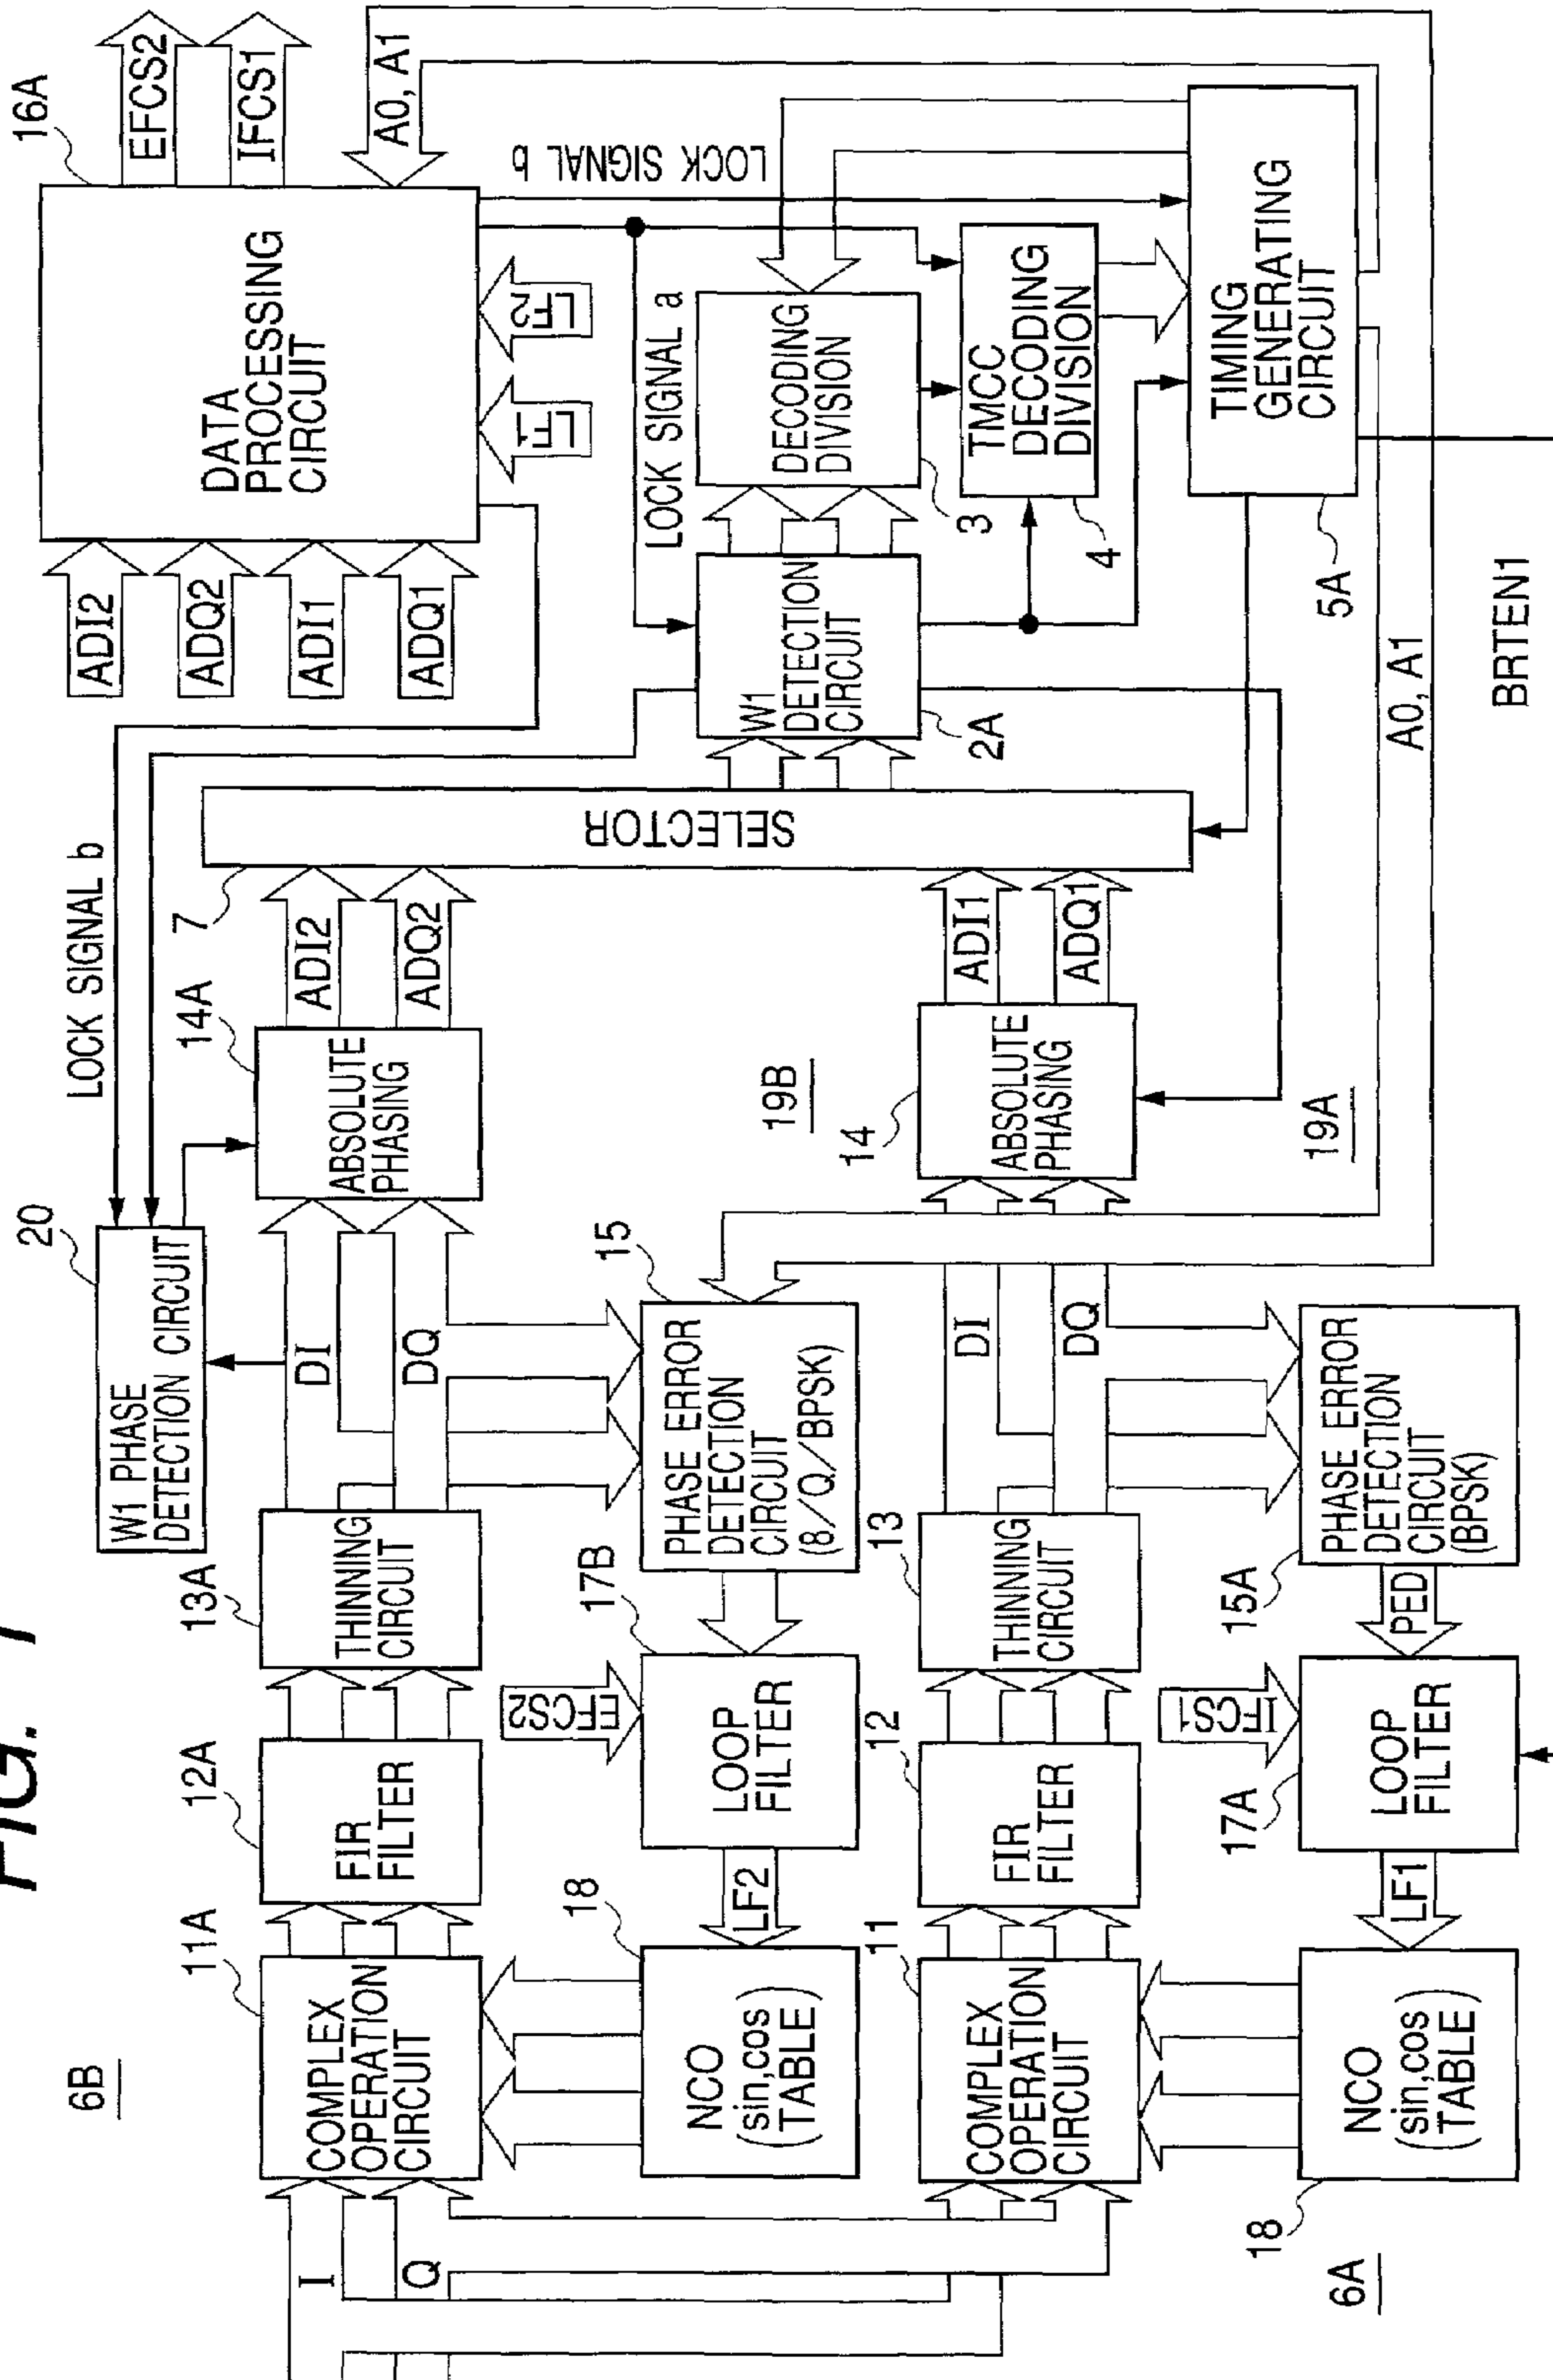 FIG. 1
6B
I
Q
11A
COMPLEX
OPERATION
CIRCUIT
12A
FIR
FILTER
13A
THINNING
CIRCUIT
DI
DQ
20
W1 PHASE
DETECTION CIRCUIT
LOCK SIGNAL b
14A
ABSOLUTE
PHASING
ADI2
ADQ2
7
SELECTOR
18
NCO
(sin,cos
TABLE)
LF2
17B
LOOP
FILTER
EFCS2
15
PHASE ERROR
DETECTION
CIRCUIT
(8/Q/BPSK)
11
COMPLEX
OPERATION
CIRCUIT
12
FIR
FILTER
13
THINNING
CIRCUIT
DI
DQ
19B
14
ABSOLUTE
PHASING
19A
ADI1
ADQ1
6A
18
NCO
(sin,cos
TABLE)
LF1
17A
LOOP
FILTER
IFCS1
PED
15A
PHASE ERROR
DETECTION
CIRCUIT
(BPSK)
ADI2
ADQ2
ADI1
ADQ1
16A
DATA
PROCESSING
CIRCUIT
EFCS2
IFCS1
A0, A1
LF1
LF2
LOCK SIGNAL b
LOCK SIGNAL a
W1
DETECTION
CIRCUIT
2A
DECODING
DIVISION
3
TMCC
DECODING
DIVISION
4
TIMING
GENERATING
CIRCUIT
5A
A0, A1
BRTEN1